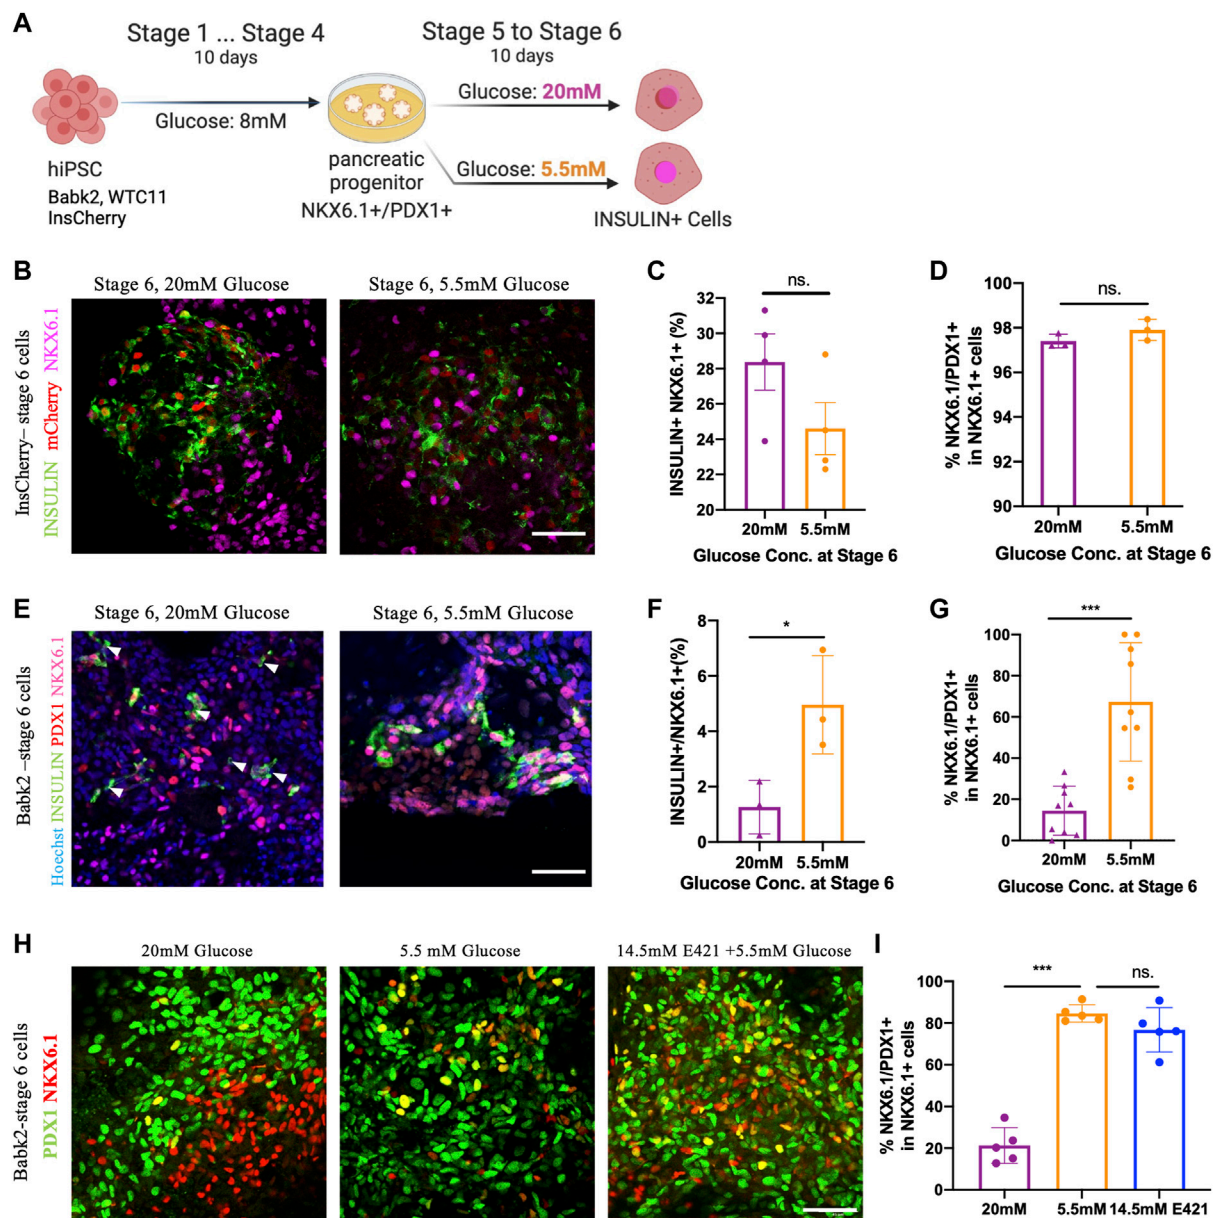 A
Stage 1 ... Stage 4
10 days
Stage 5 to Stage 6
10 days
Glucose: 8mM
Glucose: 20mM
Glucose: 5.5mM
hiPSC
Babk2, WTC11
InsCherry
pancreatic
progenitor
NKX6.1+/PDX1+
INSULIN+ Cells
B
Stage 6, 20mM Glucose
Stage 6, 5.5mM Glucose
InsCherry– stage 6 cells
INSULIN mCherry NKX6.1
C
ns.
INSULIN+ NKX6.1+ (%)
32
30
28
26
24
22
20
20mM
5.5mM
Glucose Conc. at Stage 6
D
ns.
% NKX6.1/PDX1+
in NKX6.1+ cells
100
98
96
94
92
90
20mM
5.5mM
Glucose Conc. at Stage 6
E
Stage 6, 20mM Glucose
Stage 6, 5.5mM Glucose
Babk2 –stage 6 cells
Hoechst INSULIN PDX1 NKX6.1
F
*
INSULIN+/NKX6.1+(%)
8
6
4
2
0
20mM
5.5mM
Glucose Conc. at Stage 6
G
***
% NKX6.1/PDX1+
in NKX6.1+ cells
100
80
60
40
20
0
20mM
5.5mM
Glucose Conc. at Stage 6
H
20mM Glucose
5.5 mM Glucose
14.5mM E421 +5.5mM Glucose
Babk2-stage 6 cells
PDX1 NKX6.1
I
***
ns.
% NKX6.1/PDX1+
in NKX6.1+ cells
100
80
60
40
20
0
20mM
5.5mM
14.5mM E421